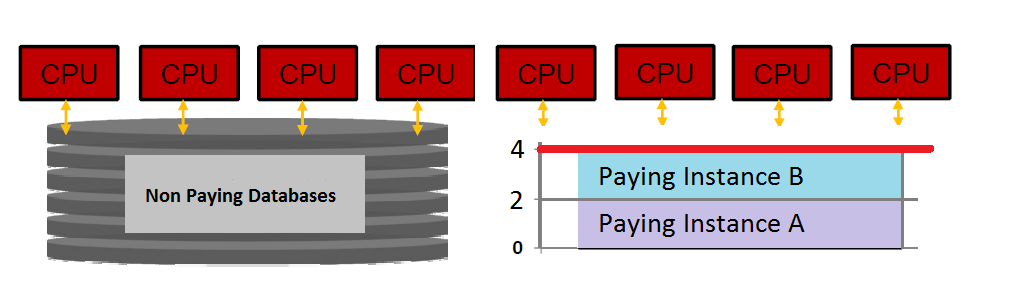 CPU
CPU
CPU
CPU
CPU
CPU
CPU
CPU
Non Paying Databases
4
Paying Instance B
2
Paying Instance A
0